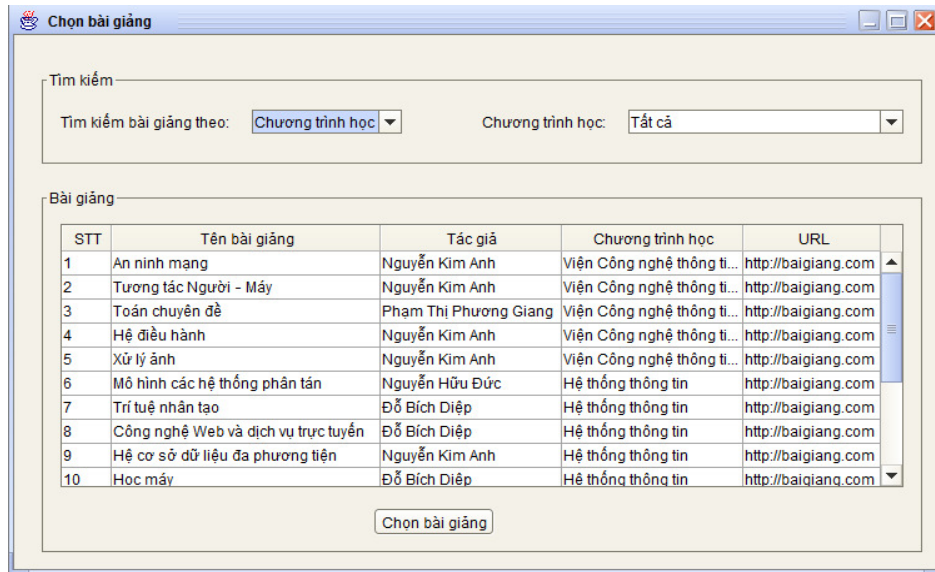 Chọn bài giảng
Tìm kiếm
Tìm kiếm bài giảng theo: Chương trình học Chương trình học: Tất cả
Bài giảng
STT Tên bài giảng Tác giả Chương trình học URL
1 An ninh mạng Nguyễn Kim Anh Viện Công nghệ thông ti... http://baigiang.com
2 Tương tác Người - Máy Nguyễn Kim Anh Viện Công nghệ thông ti... http://baigiang.com
3 Toán chuyên đề Phạm Thị Phương Giang Viện Công nghệ thông ti... http://baigiang.com
4 Hệ điều hành Nguyễn Kim Anh Viện Công nghệ thông ti... http://baigiang.com
5 Xử lý ảnh Nguyễn Kim Anh Viện Công nghệ thông ti... http://baigiang.com
6 Mô hình các hệ thống phân tán Nguyễn Hữu Đức Hệ thống thông tin http://baigiang.com
7 Trí tuệ nhân tạo Đỗ Bích Diệp Hệ thống thông tin http://baigiang.com
8 Công nghệ Web và dịch vụ trực tuyến Đỗ Bích Diệp Hệ thống thông tin http://baigiang.com
9 Hệ cơ sở dữ liệu đa phương tiện Nguyễn Kim Anh Hệ thống thông tin http://baigiang.com
10 Học máy Đỗ Bích Diệp Hệ thống thông tin http://baigiang.com
Chọn bài giảng